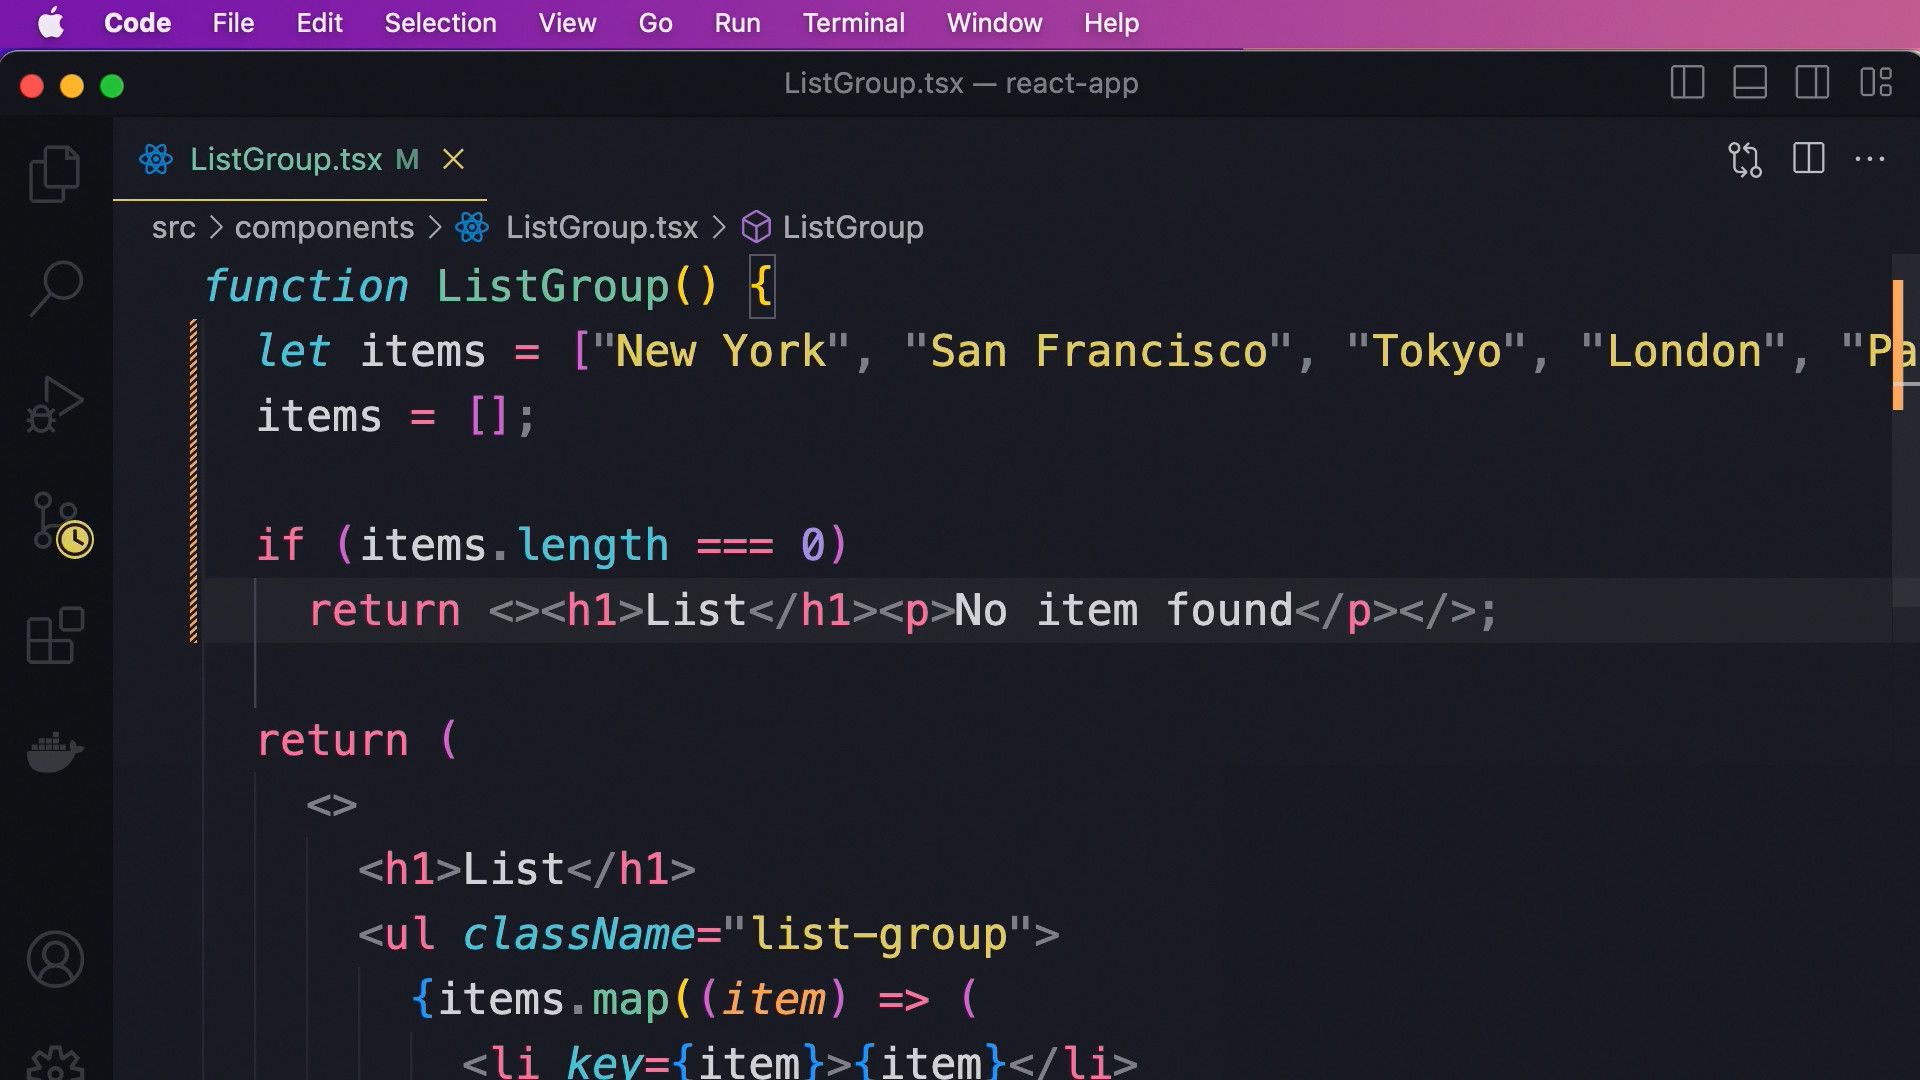 Code File Edit Selection View Go Run Terminal Window Help
ListGroup.tsx — react-app
ListGroup.tsx M
src > components > ListGroup.tsx > ListGroup
function ListGroup() {
let items = ["New York", "San Francisco", "Tokyo", "London", "Pa
items = [];
if (items.length === 0)
return <><h1>List</h1><p>No item found</p></>;
return (
<>
<h1>List</h1>
<ul className="list-group">
{items.map((item) => (
<li key={item}>{item}</li>